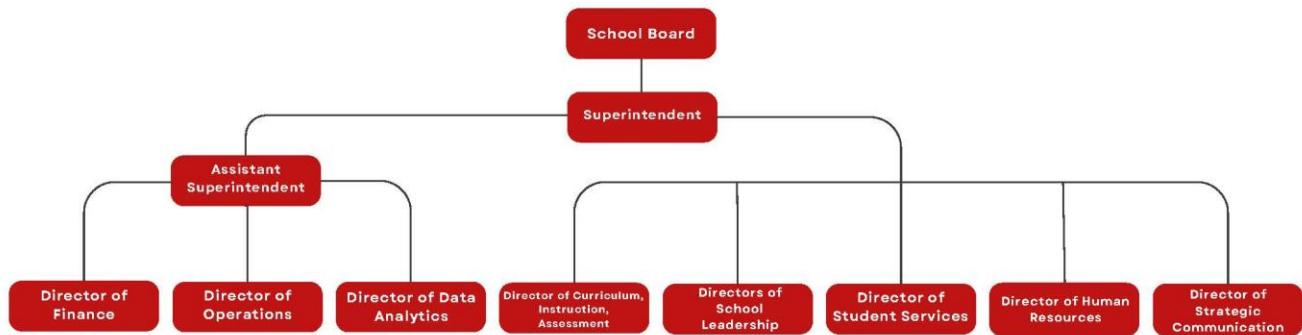 School Board
Superintendent
Assistant
Superintendent
Director of
Finance
Director of
Operations
Director of Data
Analytics
Director of Curriculum,
Instruction,
Assessment
Directors of
School
Leadership
Director of
Student Services
Director of Human
Resources
Director of
Strategic
Communication